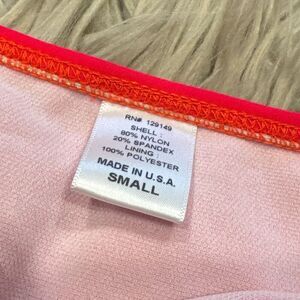 RN# 129149
SHELL :
80% NYLON
20% SPANDEX
LINING :
100% POLYESTER
MADE IN U.S.A.
SMALL